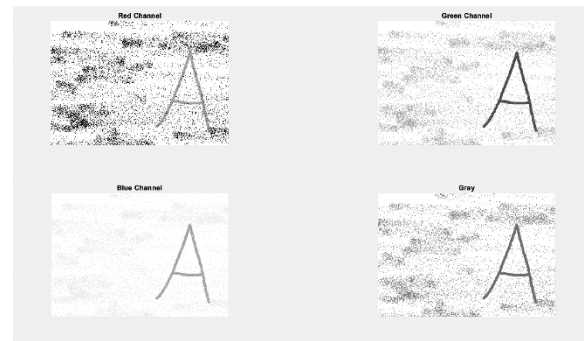 Red Channel
Green Channel
A
A
Blue Channel
Gray
A
A